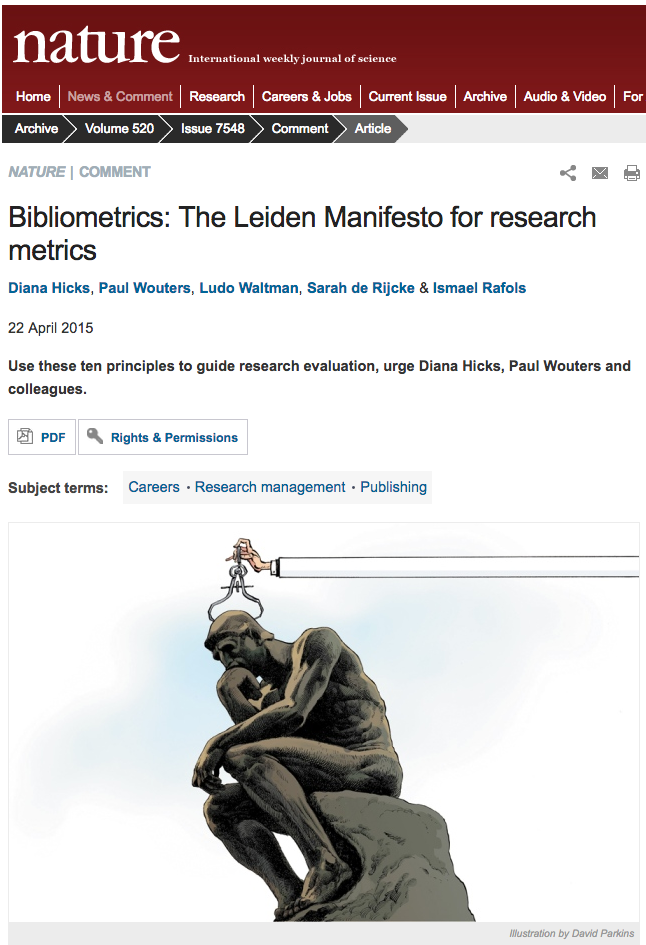 nature International weekly journal of science
Home News & Comment Research Careers & Jobs Current Issue Archive Audio & Video For
Archive Volume 520 Issue 7548 Comment Article
NATURE | COMMENT
Bibliometrics: The Leiden Manifesto for research
metrics
Diana Hicks, Paul Wouters, Ludo Waltman, Sarah de Rijcke & Ismael Rafols
22 April 2015
Use these ten principles to guide research evaluation, urge Diana Hicks, Paul Wouters and
colleagues.
PDF Rights & Permissions
Subject terms: Careers • Research management • Publishing
Illustration by David Parkins